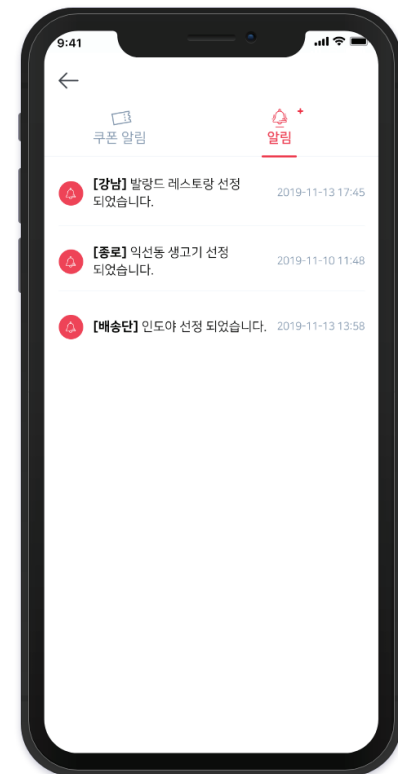 9:41
쿠폰 알림
알림
[강남] 발랑드 레스토랑 선정
되었습니다.
2019-11-13 17:45
[종로] 익선동 생고기 선정
되었습니다.
2019-11-10 11:48
[배송단] 인도야 선정 되었습니다. 2019-11-13 13:58